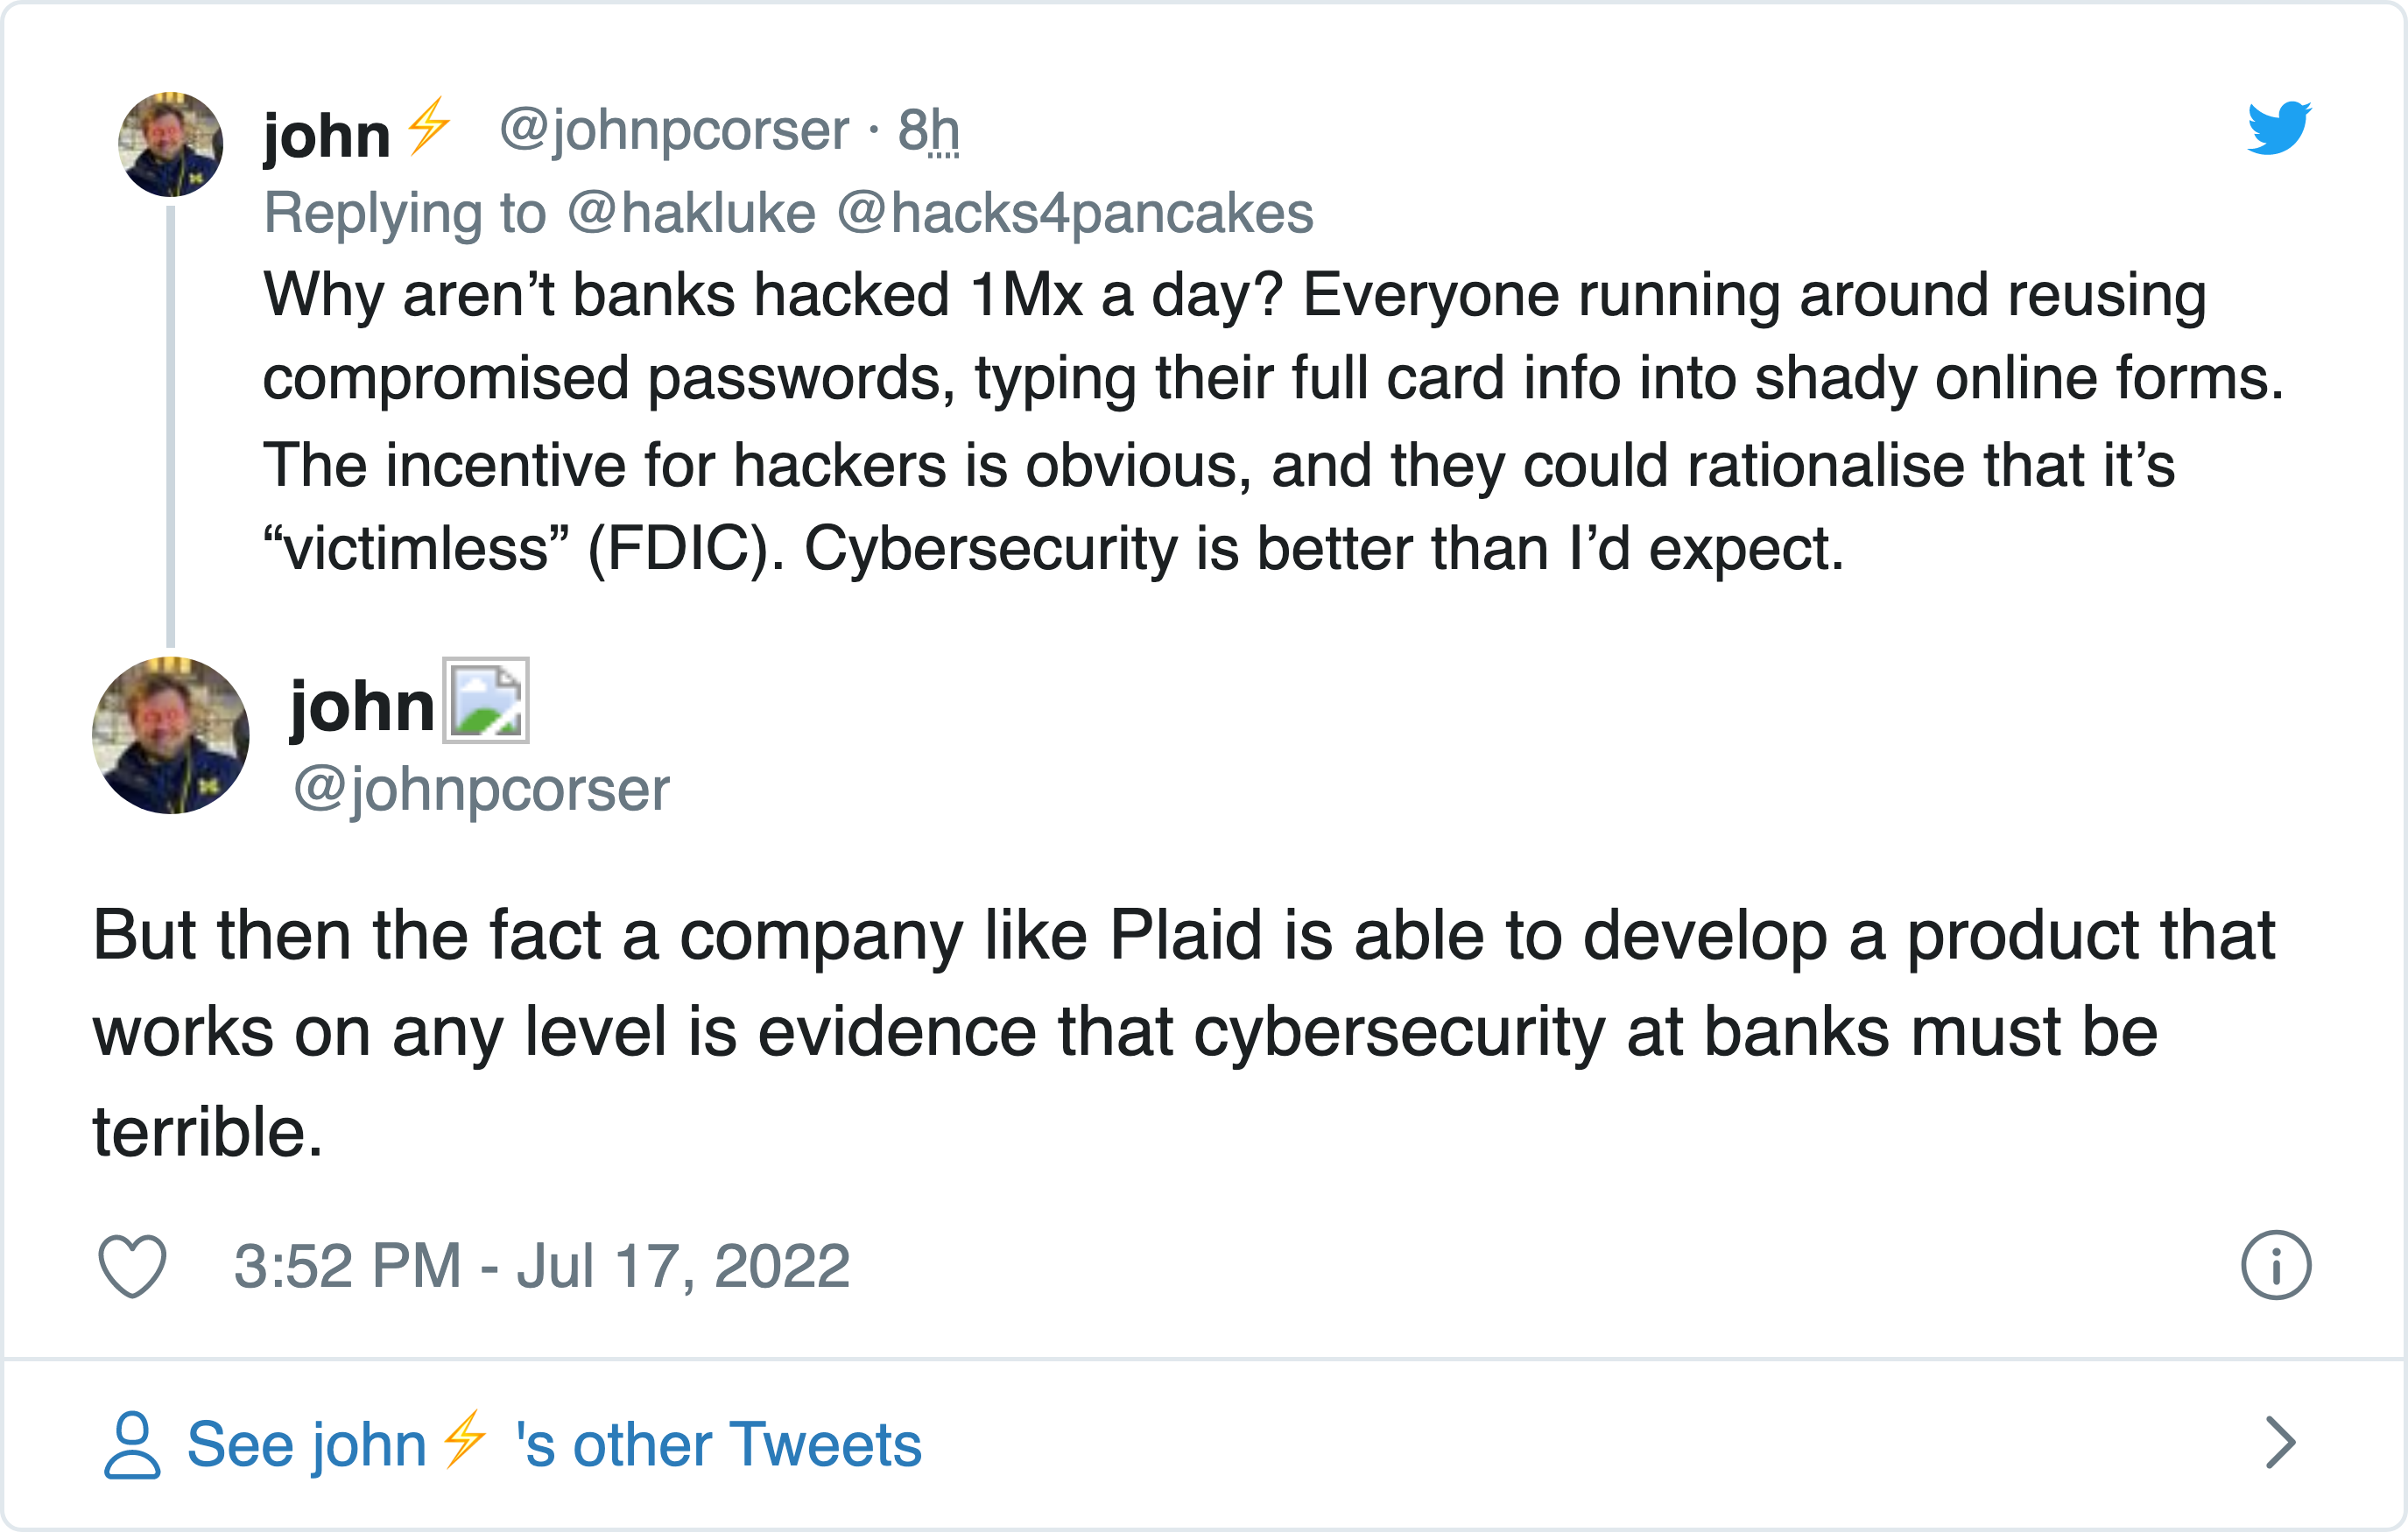 john⚡ @johnpcorser · 8h
Replying to @hakluke @hacks4pancakes
Why aren’t banks hacked 1Mx a day? Everyone running around reusing
compromised passwords, typing their full card info into shady online forms.
The incentive for hackers is obvious, and they could rationalise that it’s
“victimless” (FDIC). Cybersecurity is better than I’d expect.
john
@johnpcorser
But then the fact a company like Plaid is able to develop a product that
works on any level is evidence that cybersecurity at banks must be
terrible.
3:52 PM - Jul 17, 2022
See john⚡ 's other Tweets